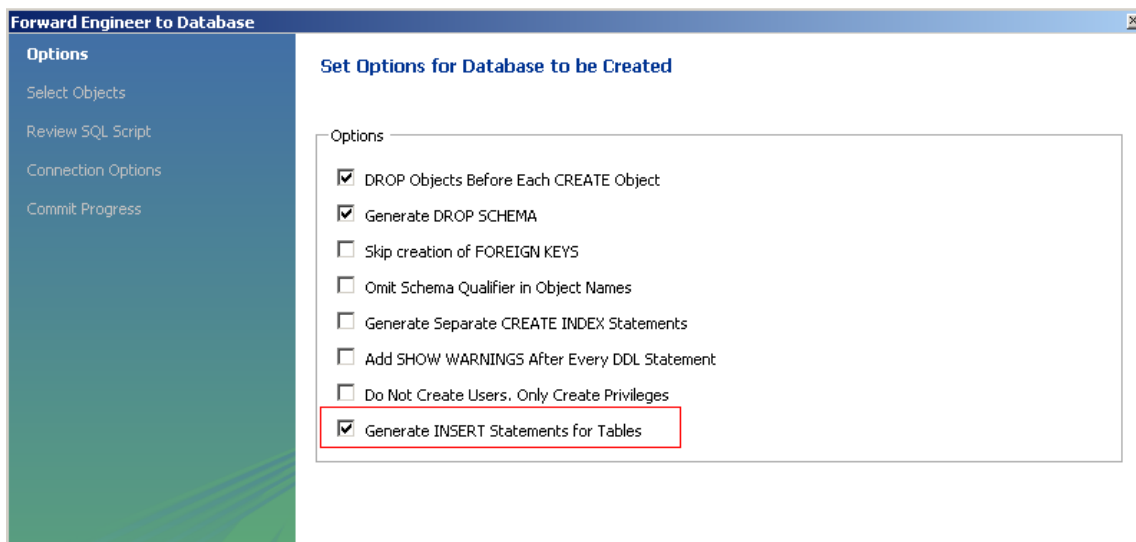 Forward Engineer to Database
Options
Select Objects
Review SQL Script
Connection Options
Commit Progress
Set Options for Database to be Created
Options
DROP Objects Before Each CREATE Object
Generate DROP SCHEMA
Skip creation of FOREIGN KEYS
Omit Schema Qualifier in Object Names
Generate Separate CREATE INDEX Statements
Add SHOW WARNINGS After Every DDL Statement
Do Not Create Users. Only Create Privileges
Generate INSERT Statements for Tables